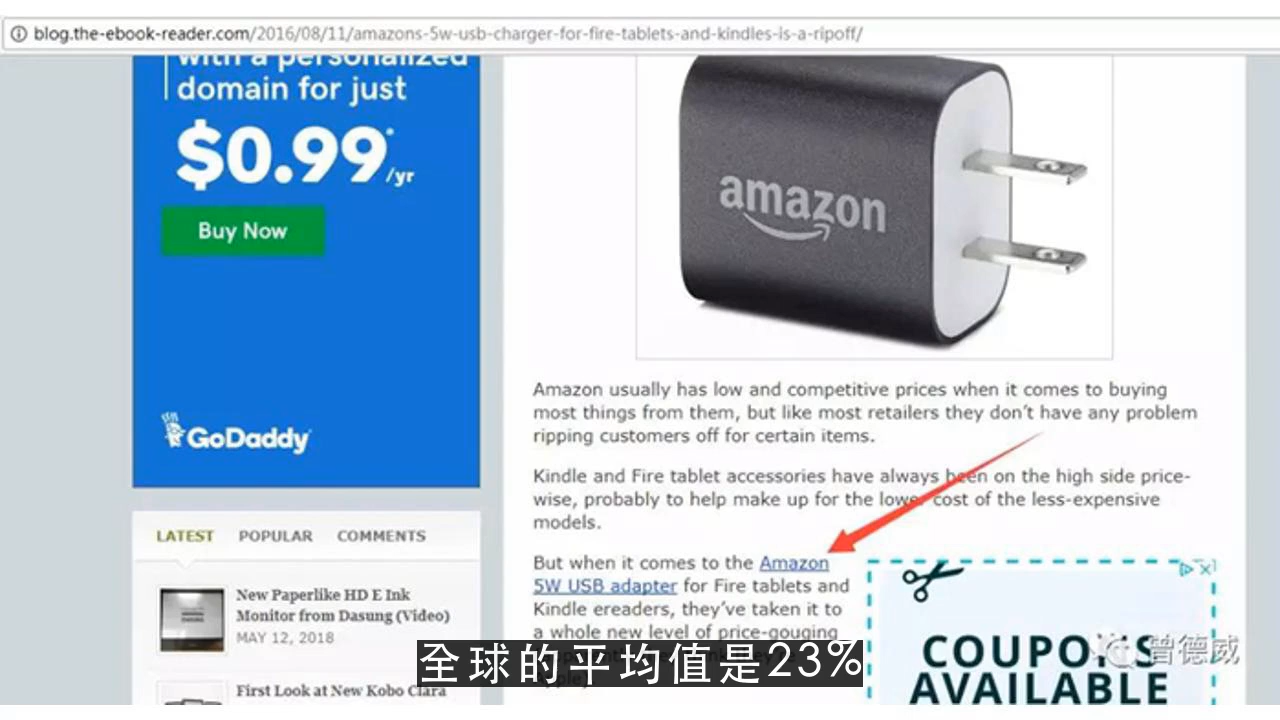 blog.the-ebook-reader.com/2016/08/11/amazons-5w-usb-charger-for-fire-tablets-and-kindles-is-a-ripoff/
with a personalized
domain for just
$0.99*/yr
Buy Now
GoDaddy
amazon
Amazon usually has low and competitive prices when it comes to buying
most things from them, but like most retailers they don't have any problem
ripping customers off for certain items.
Kindle and Fire tablet accessories have always been on the high side price-
wise, probably to help make up for the lower cost of the less-expensive
models.
But when it comes to the Amazon
5W USB adapter for Fire tablets and
Kindle ereaders, they've taken it to
a whole new level of price-gouging
LATEST POPULAR COMMENTS
New Paperlike HD E Ink
Monitor from Dasung (Video)
MAY 12, 2018
First Look at New Kobo Clara
COUPONS
AVAILABLE
曾德威
全球的平均值是23%